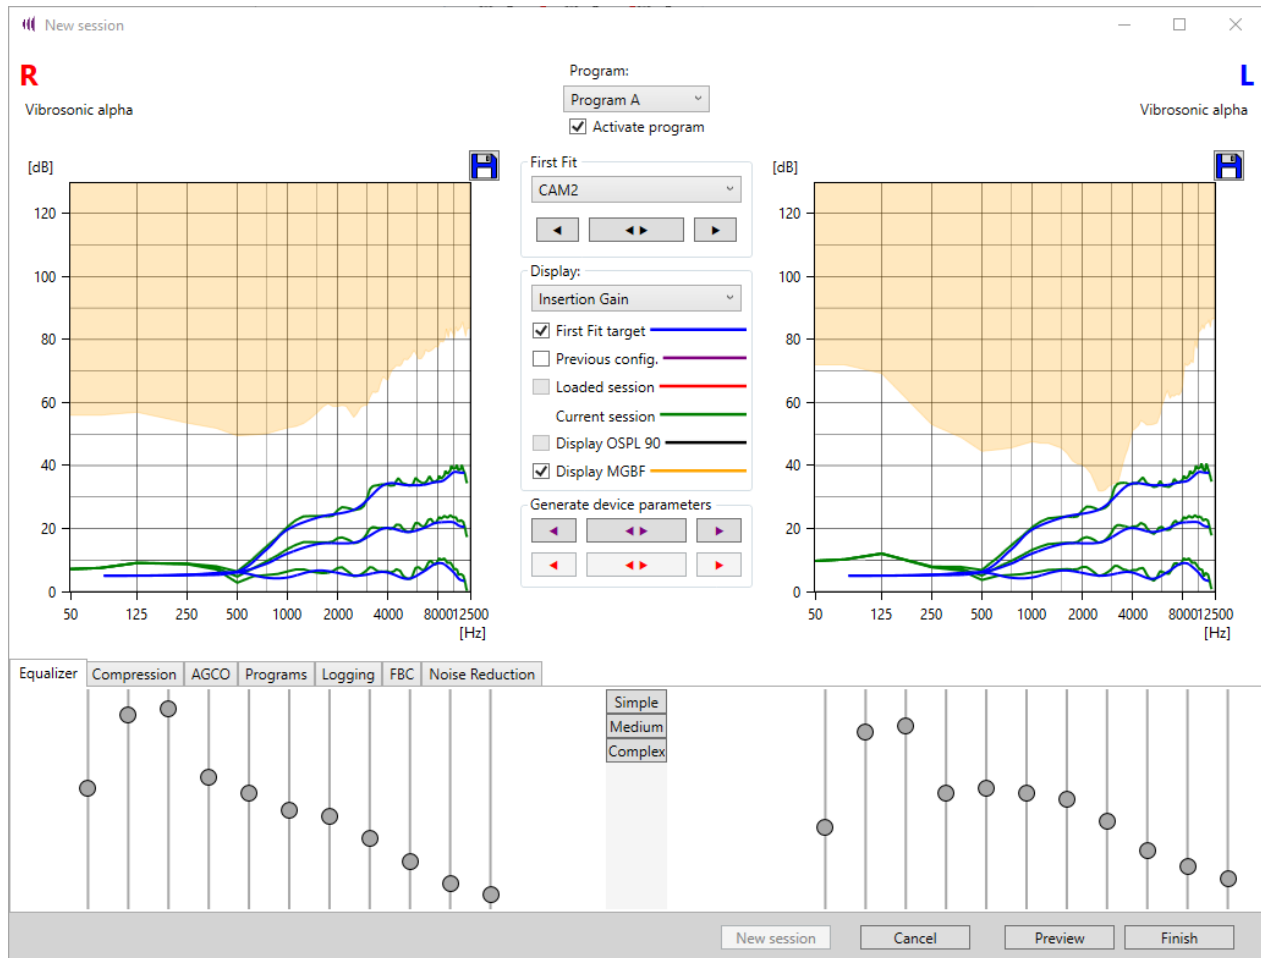 New session
R
L
Vibrosonic alpha
Vibrosonic alpha
Program:
Program A
Activate program
[dB]
120
100
80
60
40
20
0
50 125 250 500 1000 2000 4000 8000 12500
[Hz]
First Fit
CAM2
Display:
Insertion Gain
First Fit target
Previous config.
Loaded session
Current session
Display OSPL 90
Display MGBF
Generate device parameters
[dB]
120
100
80
60
40
20
0
50 125 250 500 1000 2000 4000 8000 12500
[Hz]
Equalizer Compression AGCO Programs Logging FBC Noise Reduction
Simple
Medium
Complex
New session Cancel Preview Finish